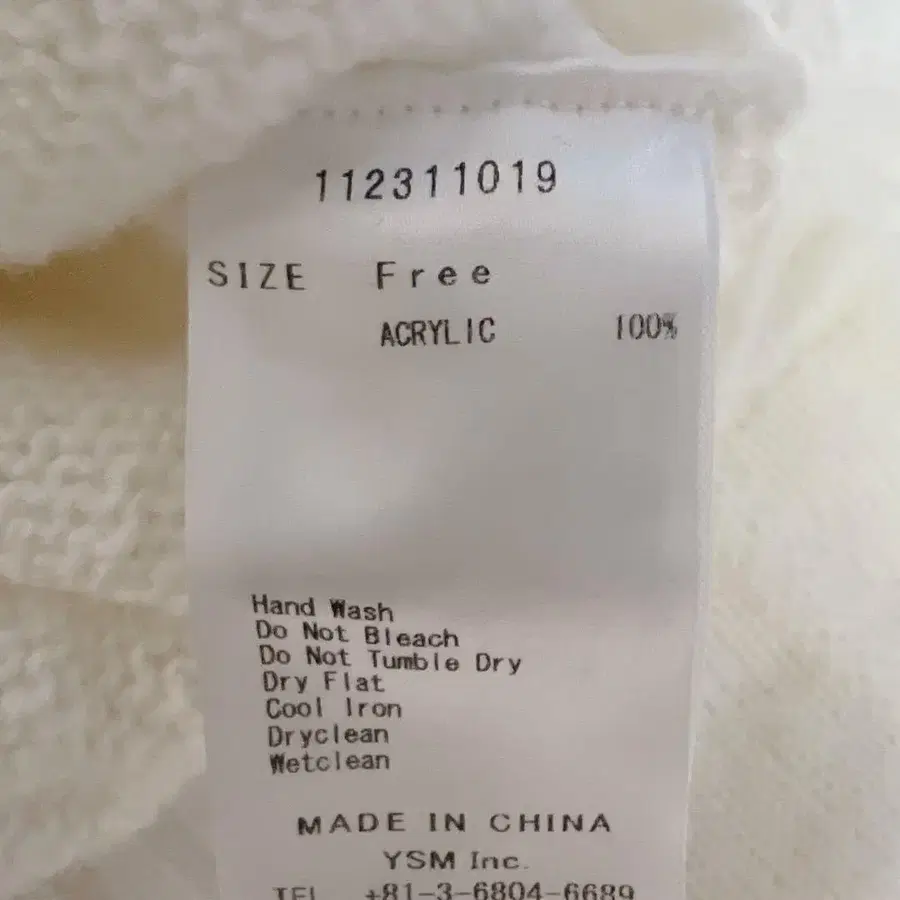 112311019
SIZE Free
ACRYLIC 100%
Hand Wash
Do Not Bleach
Do Not Tumble Dry
Dry Flat
Cool Iron
Dryclean
Wetclean
MADE IN CHINA
YSM Inc.
TEL +81-3-6804-6689